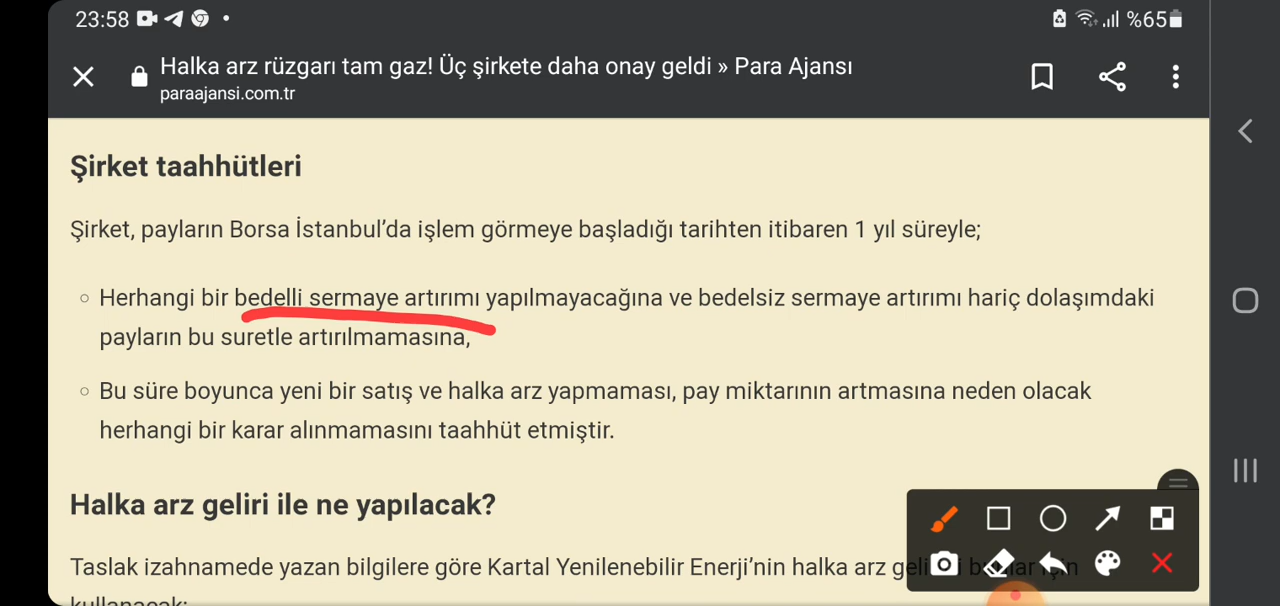 23:58
%65
Halka arz rüzgarı tam gaz! Üç şirkete daha onay geldi » Para Ajansı
paraajansi.com.tr
Şirket taahhütleri
Şirket, payların Borsa İstanbul’da işlem görmeye başladığı tarihten itibaren 1 yıl süreyle;
Herhangi bir bedelli sermaye artırımı yapılmayacağına ve bedelsiz sermaye artırımı hariç dolaşımdaki
payların bu suretle artırılmamasına,
Bu süre boyunca yeni bir satış ve halka arz yapmaması, pay miktarının artmasına neden olacak
herhangi bir karar alınmamasını taahhüt etmiştir.
Halka arz geliri ile ne yapılacak?
Taslak izahnamede yazan bilgilere göre Kartal Yenilenebilir Enerji’nin halka arz için
kullanacak: